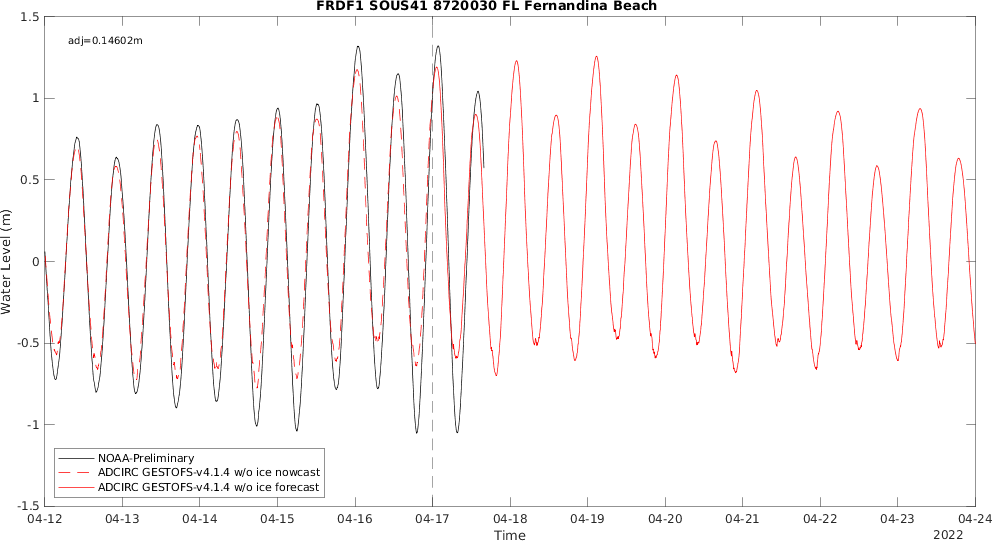 FRDF1 SOUS41 8720030 FL Fernandina Beach
adj=0.14602m
1.5
1
0.5
0
-0.5
-1
-1.5
Water Level (m)
NOAA-Preliminary
ADCIRC GESTOFS-v4.1.4 w/o ice nowcast
ADCIRC GESTOFS-v4.1.4 w/o ice forecast
04-12 04-13 04-14 04-15 04-16 04-17 04-18 04-19 04-20 04-21 04-22 04-23 04-24
Time
2022